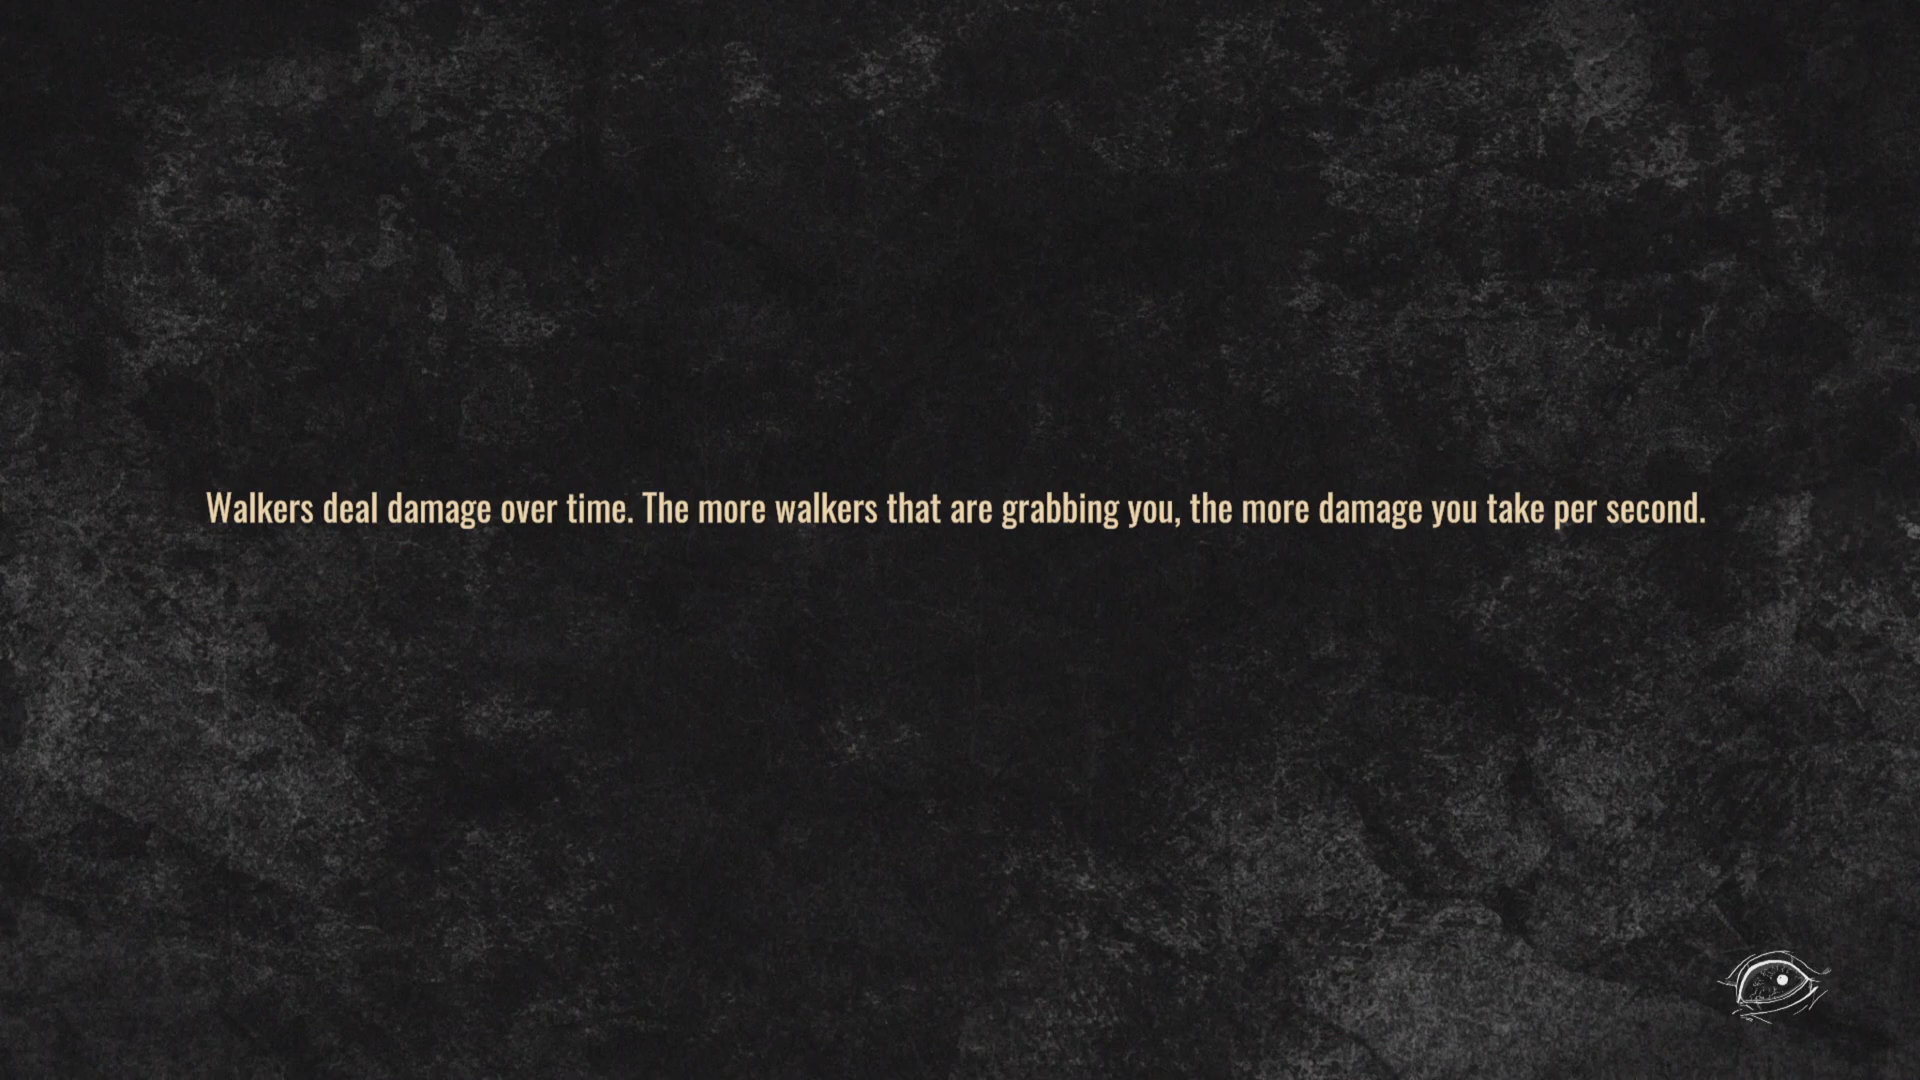 Walkers deal damage over time. The more walkers that are grabbing you, the more damage you take per second.